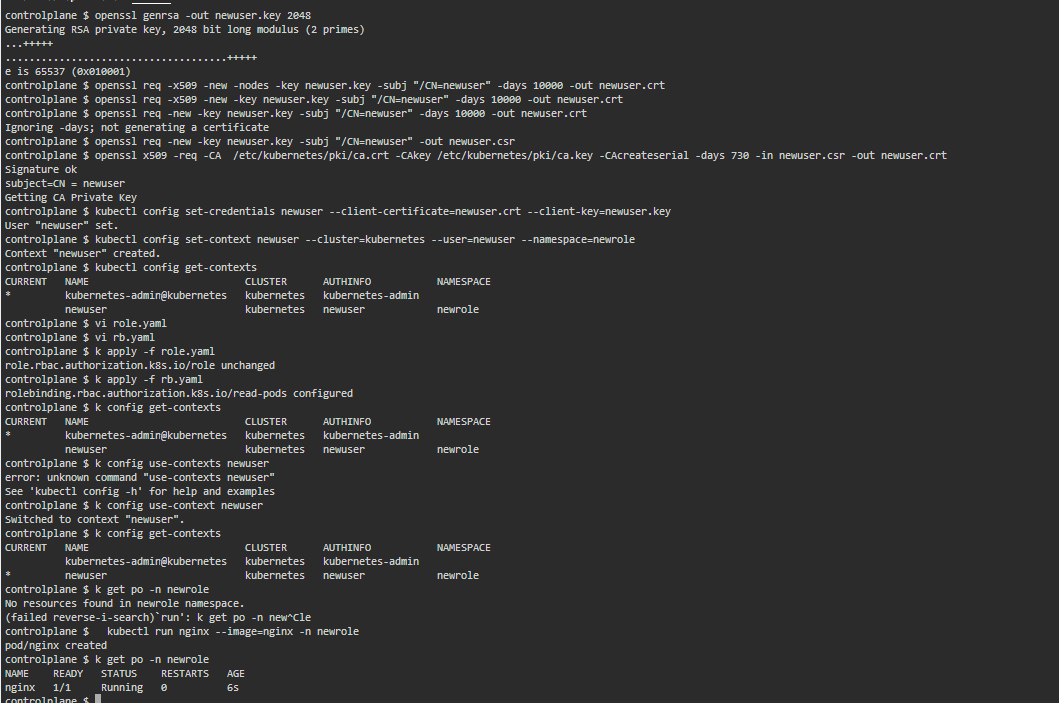 controlplane $ openssl genrsa -out newuser.key 2048
Generating RSA private key, 2048 bit long modulus (2 primes)
...+++++
.....................................+++++
e is 65537 (0x010001)
controlplane $ openssl req -x509 -new -nodes -key newuser.key -subj "/CN=newuser" -days 10000 -out newuser.crt
controlplane $ openssl req -x509 -new -key newuser.key -subj "/CN=newuser" -days 10000 -out newuser.crt
controlplane $ openssl req -new -key newuser.key -subj "/CN=newuser" -days 10000 -out newuser.crt
Ignoring -days; not generating a certificate
controlplane $ openssl req -new -key newuser.key -subj "/CN=newuser" -out newuser.csr
controlplane $ openssl x509 -req -CA  /etc/kubernetes/pki/ca.crt -CAkey /etc/kubernetes/pki/ca.key -CAcreateserial -days 730 -in newuser.csr -out newuser.crt
Signature ok
subject=CN = newuser
Getting CA Private Key
controlplane $ kubectl config set-credentials newuser --client-certificate=newuser.crt --client-key=newuser.key
User "newuser" set.
controlplane $ kubectl config set-context newuser --cluster=kubernetes --user=newuser --namespace=newrole
Context "newuser" created.
controlplane $ kubectl config get-contexts
CURRENT   NAME                          CLUSTER      AUTHINFO           NAMESPACE
*         kubernetes-admin@kubernetes   kubernetes   kubernetes-admin
          newuser                       kubernetes   newuser            newrole
controlplane $ vi role.yaml
controlplane $ vi rb.yaml
controlplane $ k apply -f role.yaml
role.rbac.authorization.k8s.io/role unchanged
controlplane $ k apply -f rb.yaml
rolebinding.rbac.authorization.k8s.io/read-pods configured
controlplane $ k config get-contexts
CURRENT   NAME                          CLUSTER      AUTHINFO           NAMESPACE
*         kubernetes-admin@kubernetes   kubernetes   kubernetes-admin
          newuser                       kubernetes   newuser            newrole
controlplane $ k config use-contexts newuser
error: unknown command "use-contexts newuser"
See 'kubectl config -h' for help and examples
controlplane $ k config use-context newuser
Switched to context "newuser".
controlplane $ k config get-contexts
CURRENT   NAME                          CLUSTER      AUTHINFO           NAMESPACE
          kubernetes-admin@kubernetes   kubernetes   kubernetes-admin
*         newuser                       kubernetes   newuser            newrole
controlplane $ k get po -n newrole
No resources found in newrole namespace.
(failed reverse-i-search)`run': k get po -n new^Cle
controlplane $   kubectl run nginx --image=nginx -n newrole
pod/nginx created
controlplane $ k get po -n newrole
NAME    READY   STATUS    RESTARTS   AGE
nginx   1/1     Running   0          6s
controlplane $